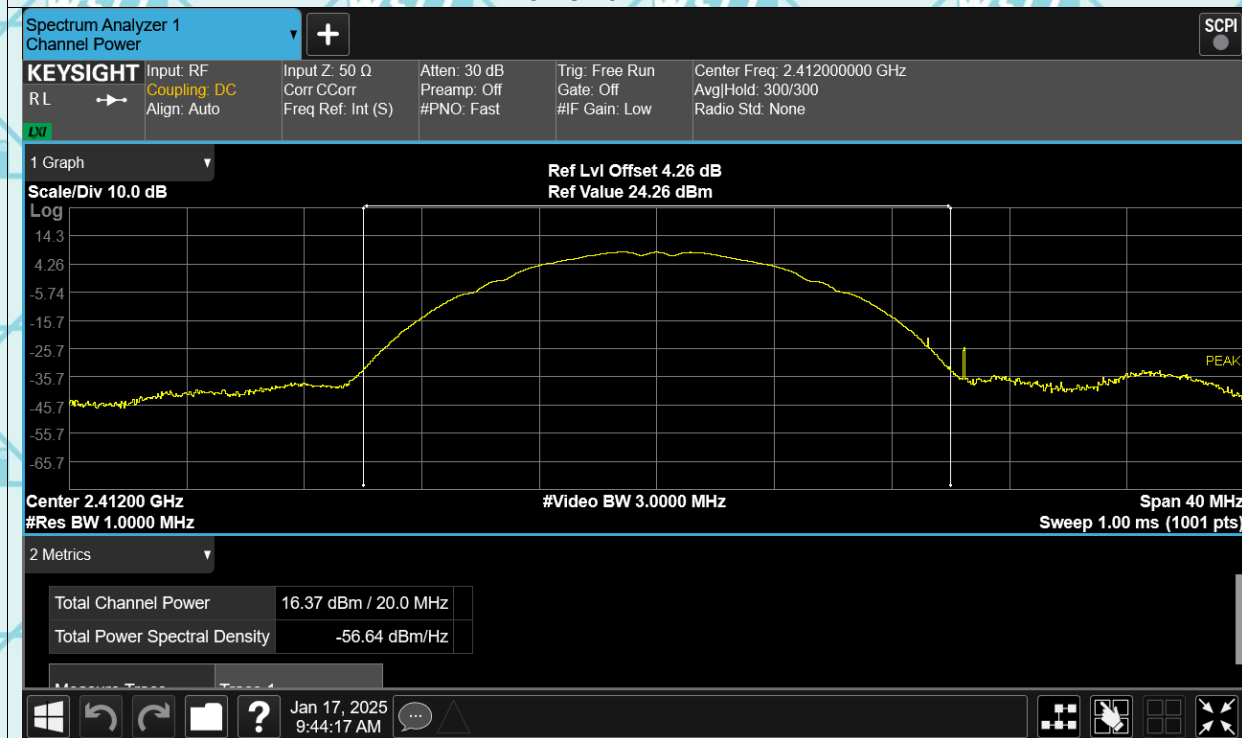 Spectrum Analyzer 1
Channel Power
+
SCPI
KEYSIGHT
R L
LXI
Input: RF
Coupling: DC
Align: Auto
Input Z: 50 Ω
Corr CCorr
Freq Ref: Int (S)
Atten: 30 dB
Preamp: Off
#PNO: Fast
Trig: Free Run
Gate: Off
#IF Gain: Low
Center Freq: 2.412000000 GHz
Avg|Hold: 300/300
Radio Std: None
1 Graph
Scale/Div 10.0 dB
Ref Lvl Offset 4.26 dB
Ref Value 24.26 dBm
Log
14.3
4.26
-5.74
-15.7
-25.7
-35.7
-45.7
-55.7
-65.7
PEAK
Center 2.41200 GHz
#Res BW 1.0000 MHz
#Video BW 3.0000 MHz
Span 40 MHz
Sweep 1.00 ms (1001 pts)
2 Metrics
Total Channel Power 16.37 dBm / 20.0 MHz
Total Power Spectral Density -56.64 dBm/Hz
?
Jan 17, 2025
9:44:17 AM